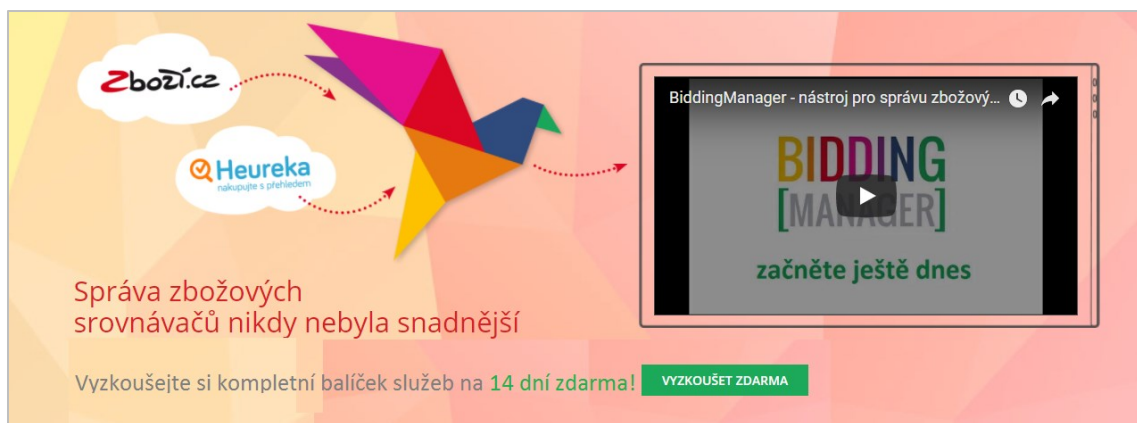 Zboží.cz
Heureka
nakupujte s přehledem
BiddingManager - nástroj pro správu zbožový...
BIDDING
[MANAGER]
začněte ještě dnes
Správa zbožových
srovnávačů nikdy nebyla snadnější
Vyzkoušejte si kompletní balíček služeb na 14 dní zdarma!
VYZKOUŠET ZDARMA